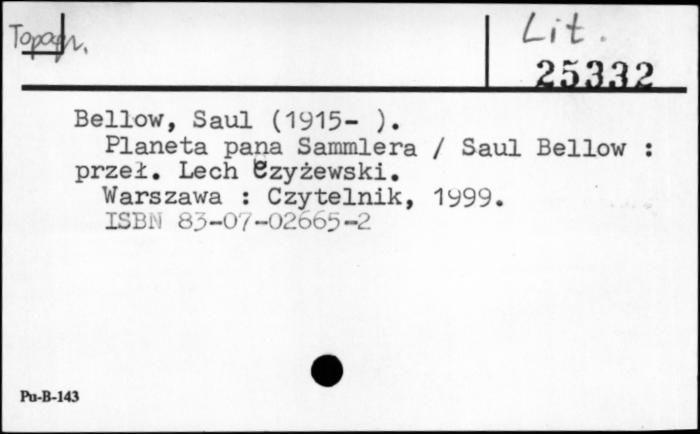 Topogr.
Lit.
25332
Bellow, Saul (1915- ).
Planeta pana Sammlera / Saul Bellow :
przeł. Lech Czyżewski.
Warszawa : Czytelnik, 1999.
ISBN 83-07-02665-2
Pu-B-143